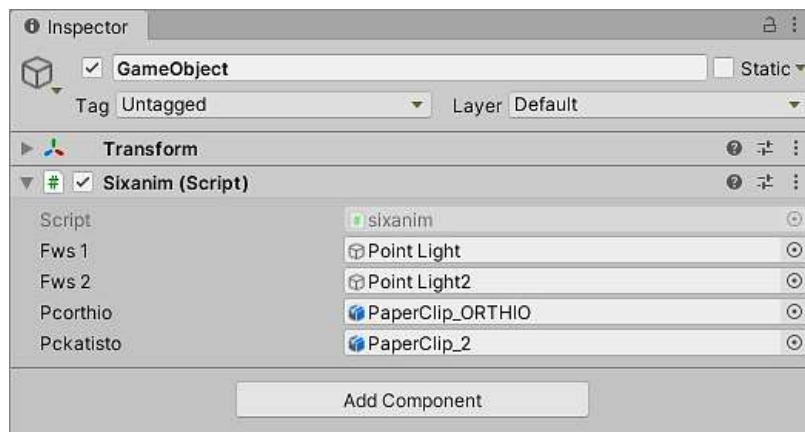 Inspector
GameObject Static
Tag Untagged Layer Default
Transform
# Sixanim (Script)
Script # sixanim
Fws 1 Point Light
Fws 2 Point Light2
Pcorthio PaperClip_ORTHIO
Pckatisto PaperClip_2
Add Component